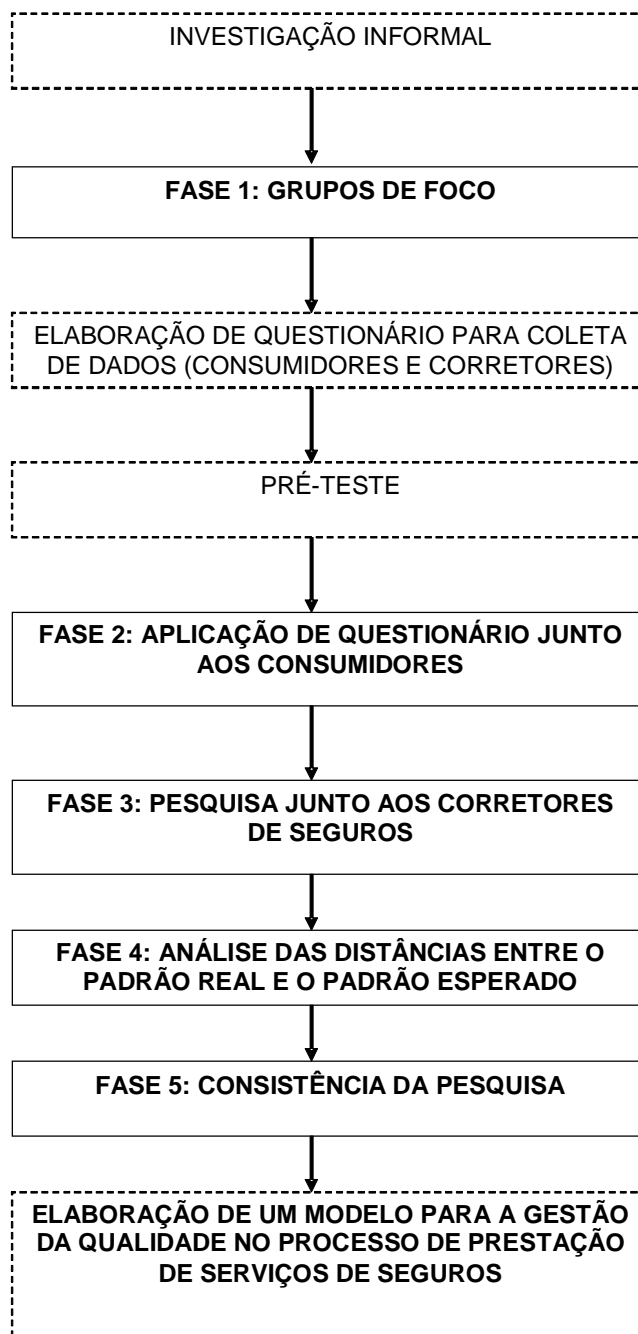 INVESTIGAÇÃO INFORMAL
FASE 1: GRUPOS DE FOCO
ELABORAÇÃO DE QUESTIONÁRIO PARA COLETA
DE DADOS (CONSUMIDORES E CORRETORES)
PRÉ-TESTE
FASE 2: APLICAÇÃO DE QUESTIONÁRIO JUNTO
AOS CONSUMIDORES
FASE 3: PESQUISA JUNTO AOS CORRETORES
DE SEGUROS
FASE 4: ANÁLISE DAS DISTÂNCIAS ENTRE O
PADRÃO REAL E O PADRÃO ESPERADO
FASE 5: CONSISTÊNCIA DA PESQUISA
ELABORAÇÃO DE UM MODELO PARA A GESTÃO
DA QUALIDADE NO PROCESSO DE PRESTAÇÃO
DE SERVIÇOS DE SEGUROS